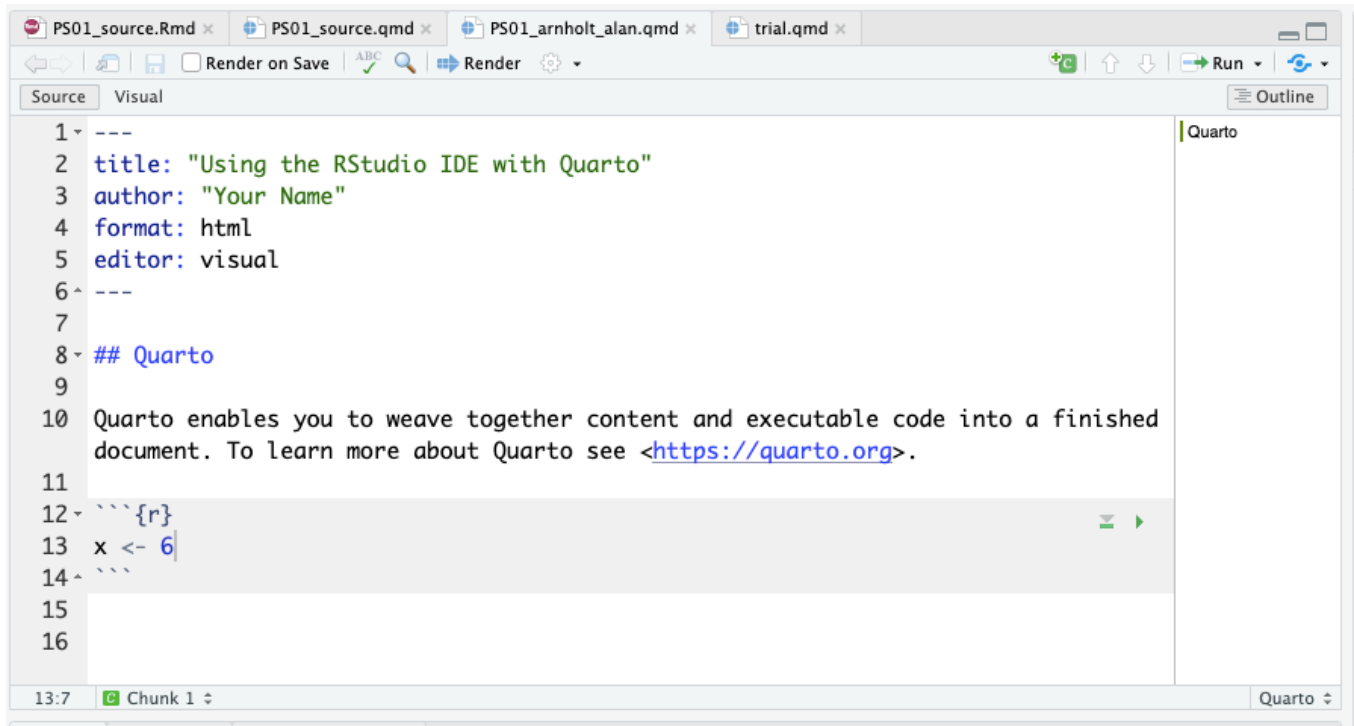 PS01_source.Rmd × PS01_source.qmd × PS01_arnholt_alan.qmd × trial.qmd ×
Render on Save ABC Render C Run
Source Visual Outline
1 ---
2 title: "Using the RStudio IDE with Quarto"
3 author: "Your Name"
4 format: html
5 editor: visual
6 ---
7
8 ## Quarto
9
10 Quarto enables you to weave together content and executable code into a finished
document. To learn more about Quarto see <https://quarto.org>.
11
12 ```{r}
13 x <- 6
14 ```
15
16
Quarto
13:7 C Chunk 1 Quarto